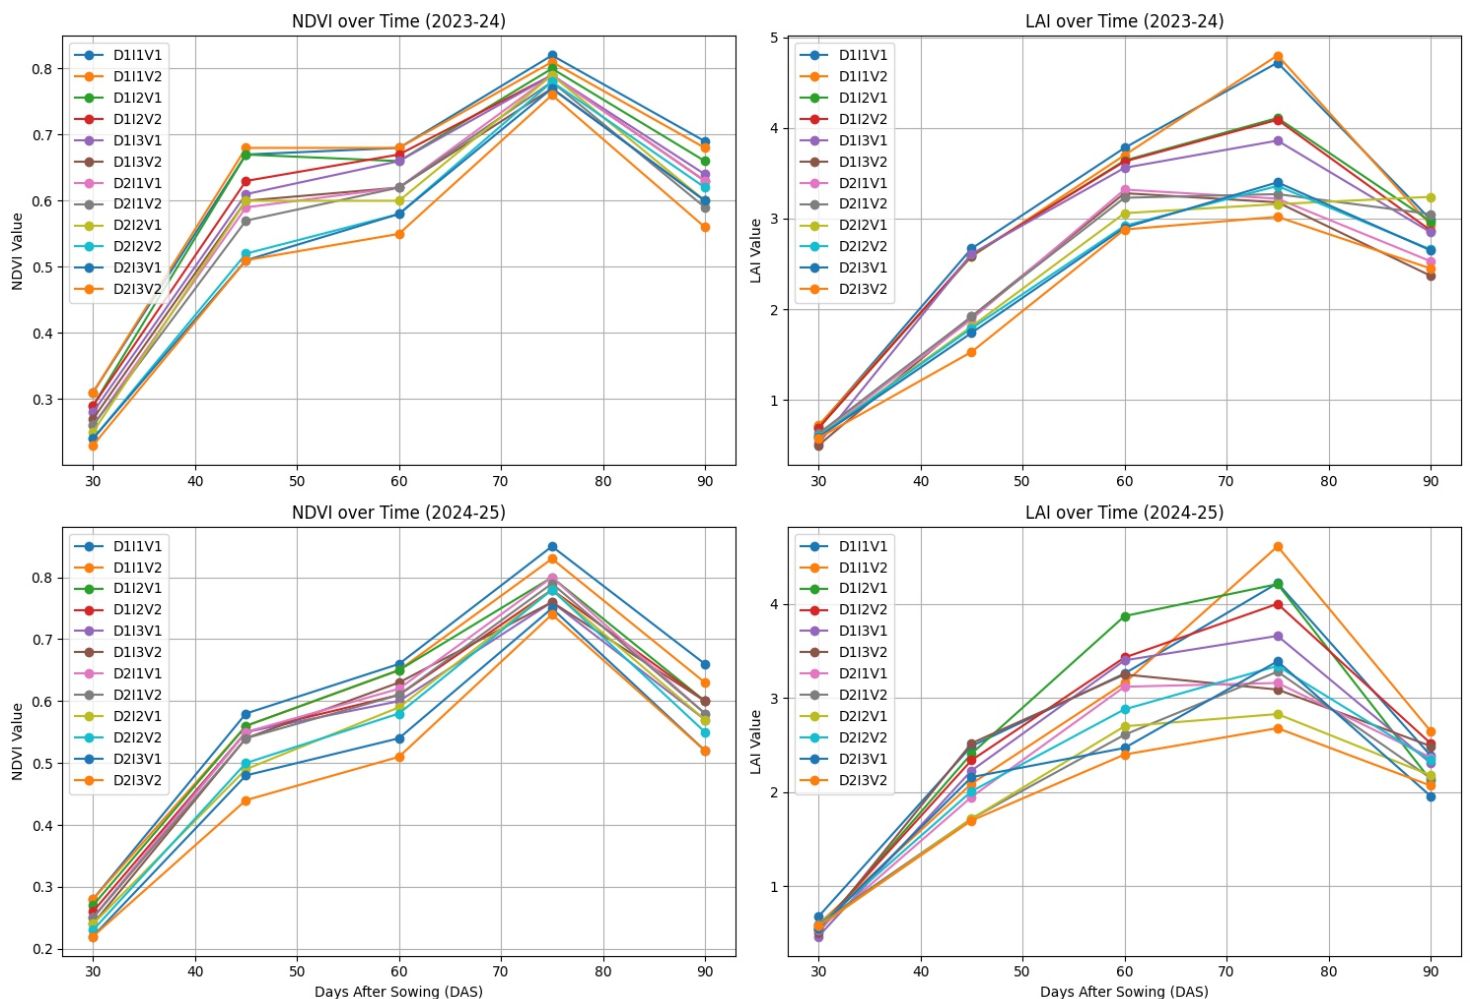 NDVI over Time (2023-24)
NDVI Value
0.8
0.7
0.6
0.5
0.4
0.3
D1I1V1
D1I1V2
D1I2V1
D1I2V2
D1I3V1
D1I3V2
D2I1V1
D2I1V2
D2I2V1
D2I2V2
D2I3V1
D2I3V2
30 40 50 60 70 80 90
LAI over Time (2023-24)
LAI Value
5
4
3
2
1
D1I1V1
D1I1V2
D1I2V1
D1I2V2
D1I3V1
D1I3V2
D2I1V1
D2I1V2
D2I2V1
D2I2V2
D2I3V1
D2I3V2
30 40 50 60 70 80 90
NDVI over Time (2024-25)
NDVI Value
0.8
0.7
0.6
0.5
0.4
0.3
0.2
D1I1V1
D1I1V2
D1I2V1
D1I2V2
D1I3V1
D1I3V2
D2I1V1
D2I1V2
D2I2V1
D2I2V2
D2I3V1
D2I3V2
30 40 50 60 70 80 90
Days After Sowing (DAS)
LAI over Time (2024-25)
LAI Value
4
3
2
1
D1I1V1
D1I1V2
D1I2V1
D1I2V2
D1I3V1
D1I3V2
D2I1V1
D2I1V2
D2I2V1
D2I2V2
D2I3V1
D2I3V2
30 40 50 60 70 80 90
Days After Sowing (DAS)